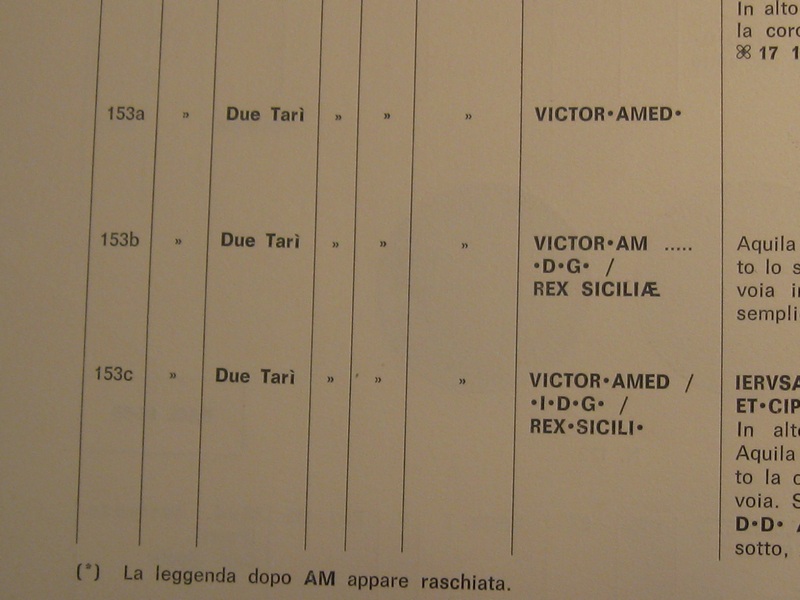 In alto
la
⌘ 17 1
153a » Due Tarì » » » VICTOR•AMED•
153b » Due Tarì » » » VICTOR•AM ..... Aquila
•D•G• / to lo
REX SICILIÆ voia
153c » Due Tarì » » » VICTOR•AMED / IERVSA
•I•D•G• / ET•CIP
REX•SICILI• In alto
Aquila
to la
voia. S
D•D•
sotto,
(*) La leggenda dopo AM appare raschiata.